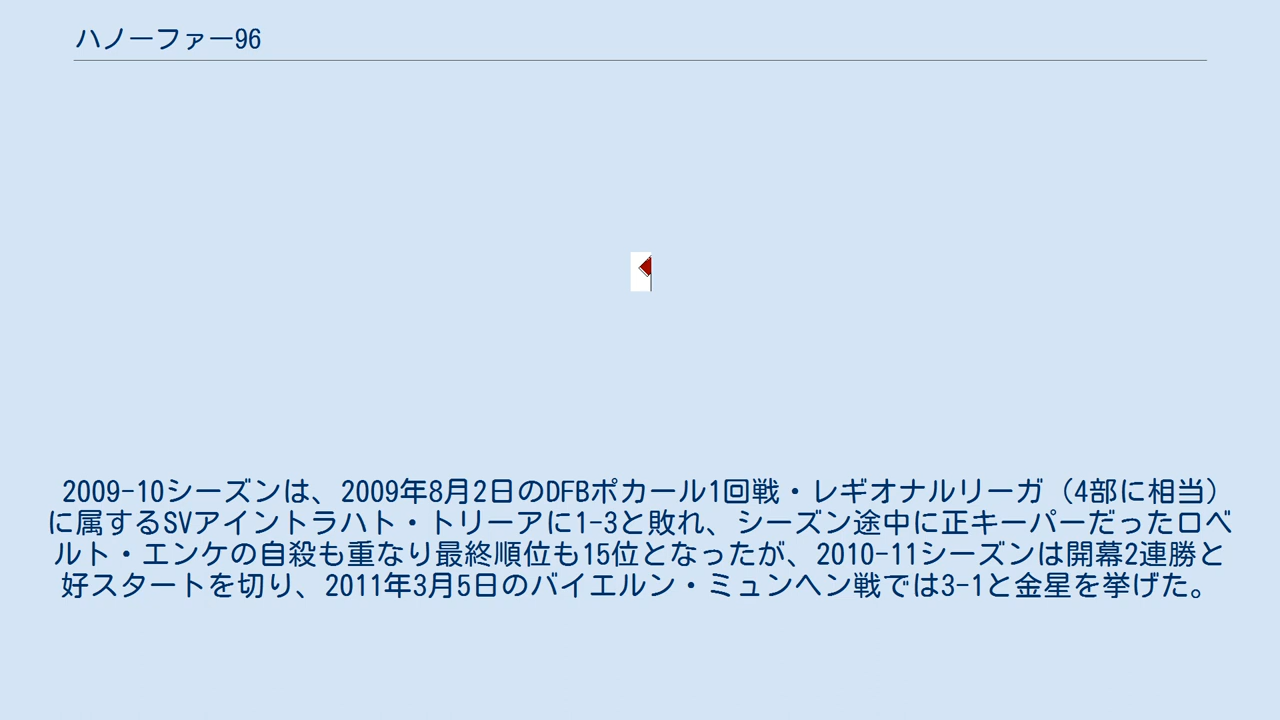 ハノーファー96
2009-10シーズンは、2009年8月2日のDFBポカール1回戦・レギオナルリーガ（4部に相当）
に属するSVアイントラハト・トリーアに1-3と敗れ、シーズン途中に正キーパーだったロベ
ルト・エンケの自殺も重なり最終順位も15位となったが、2010-11シーズンは開幕2連勝と
好スタートを切り、2011年3月5日のバイエルン・ミュンヘン戦では3-1と金星を挙げた。